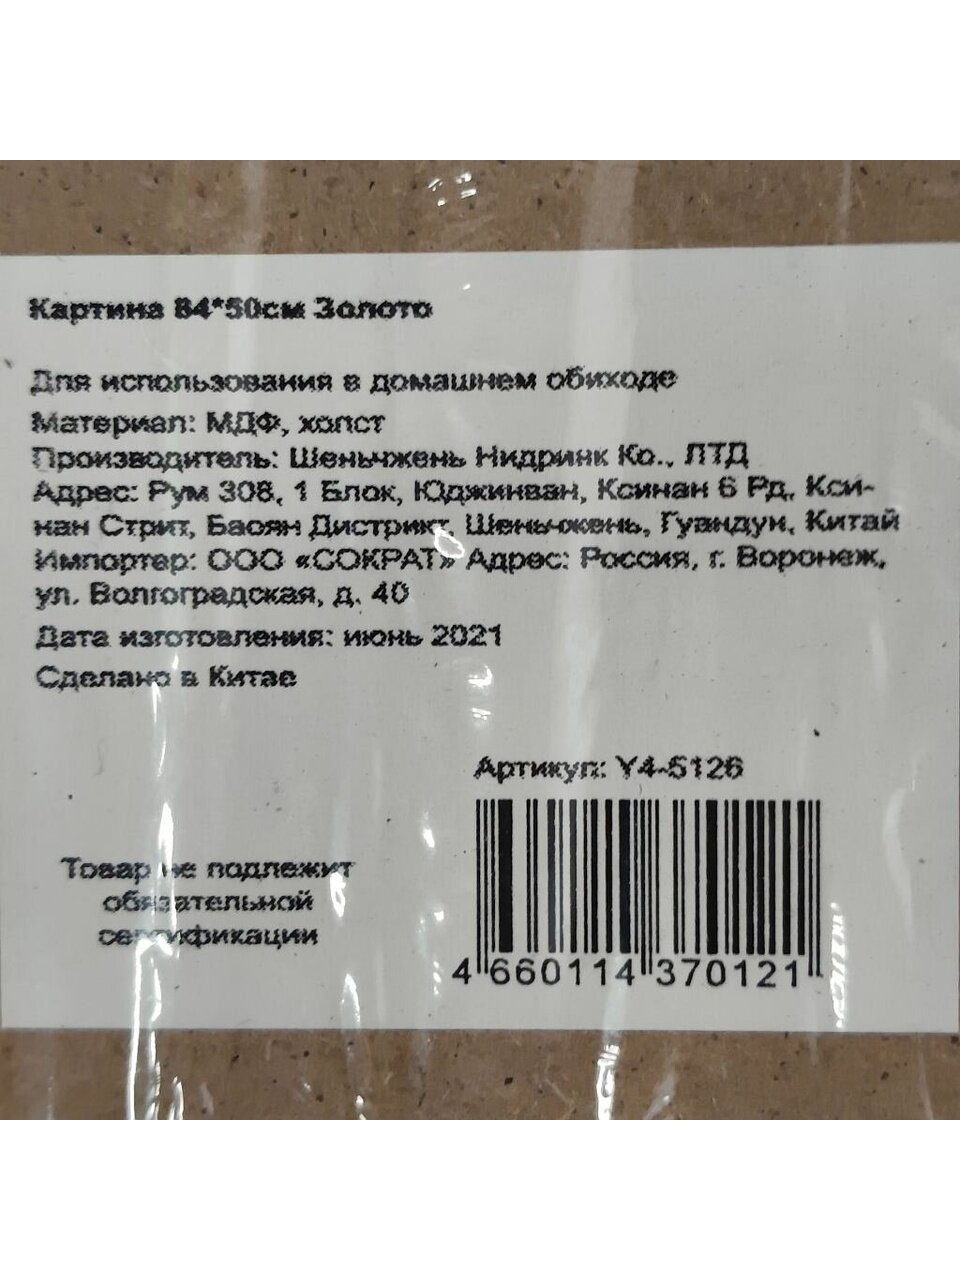 Картина 84*50см Золото
Для использования в домашнем обиходе
Материал: МДФ, холст
Производитель: Шеньчжень Нидринк Ко., ЛТД
Адрес: Рум 308, 1 Блок, Юджинван, Ксинан 6 Рд, Кси-
нан Стрит, Баоян Дистрикт, Шеньчжень, Гуандун, Китай
Импортер: ООО «СОКРАТ» Адрес: Россия, г. Воронеж,
ул. Волгоградская, д. 40
Дата изготовления: июнь 2021
Сделано в Китае
Артикул: Y4-5126
Товар не подлежит
обязательной
сертификации
4 660114 370121